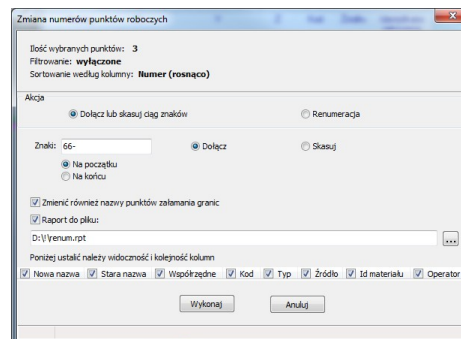 Zmiana numerów punktów roboczych
Ilość wybranych punktów: 3
Filtrowanie: wyłączone
Sortowanie według kolumny: Numer (rosnąco)
Akcja
Dołącz lub skasuj ciąg znaków Renumeracja
Znaki: 66- Dołącz Skasuj
Na początku
Na końcu
Zmienić również nazwy punktów załamania granic
Raport do pliku:
D:\!\renum.rpt ...
Poniżej ustalić należy widoczność i kolejność kolumn
Nowa nazwa Stara nazwa Współrzędne Kod Typ Źródło Id materiału Operator
Wykonaj Anuluj